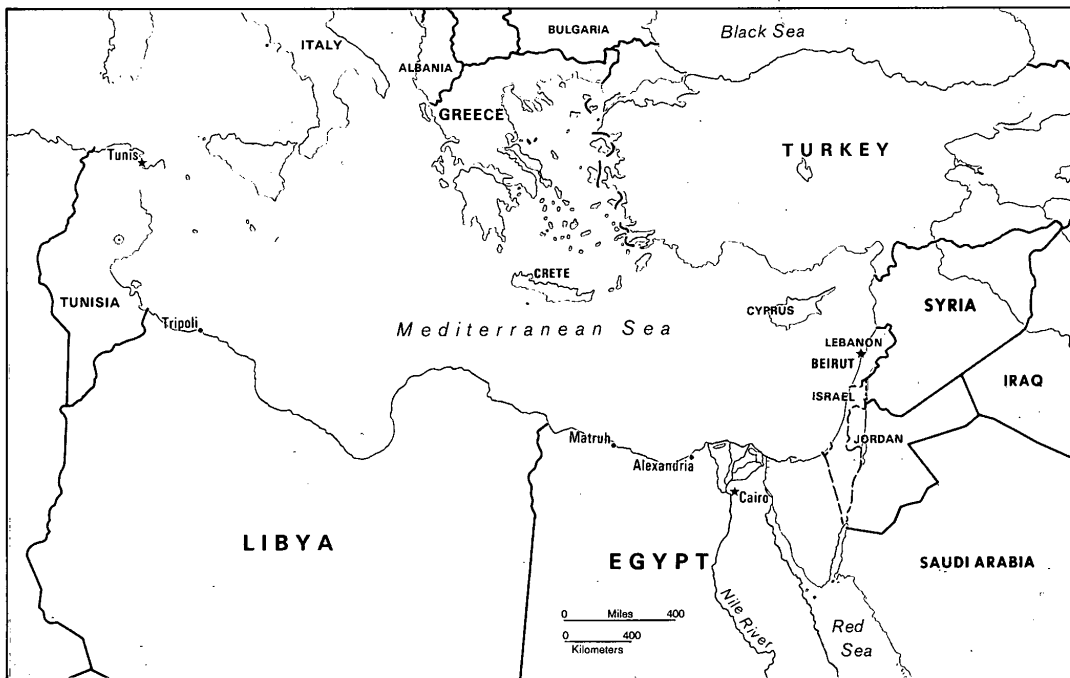 BULGARIA
Black Sea
ITALY
ALBANIA
GREECE
TURKEY
Tunis
CRETE
TUNISIA
CYPRUS
SYRIA
Tripoli
Mediterranean Sea
LEBANON
BEIRUT
IRAQ
ISRAEL
Matruh
JORDAN
Alexandria
Cairo
LIBYA
EGYPT
SAUDI ARABIA
Nile River
0 Miles 400
0 400
Kilometers
Red
Sea